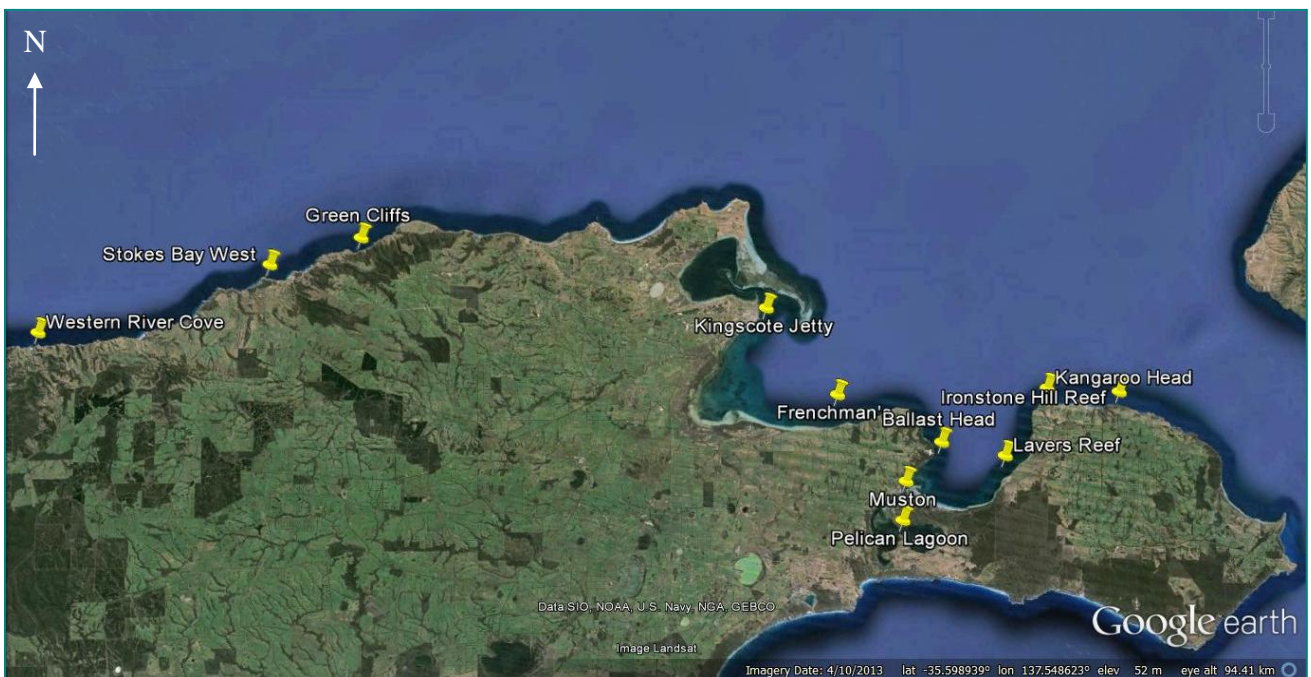 N
Green Cliffs
Stokes Bay West
Western River Cove
Kingscote Jetty
Kangaroo Head
Ironstone Hill Reef
Frenchman's
Ballast Head
Lavers Reef
Muston
Pelican Lagoon
Data SIO, NOAA, U.S. Navy, NGA, GEBCO
Image Landsat
Google earth
Imagery Date: 4/10/2013 lat -35.598939° lon 137.548623° elev 52 m eye alt 94.41 km